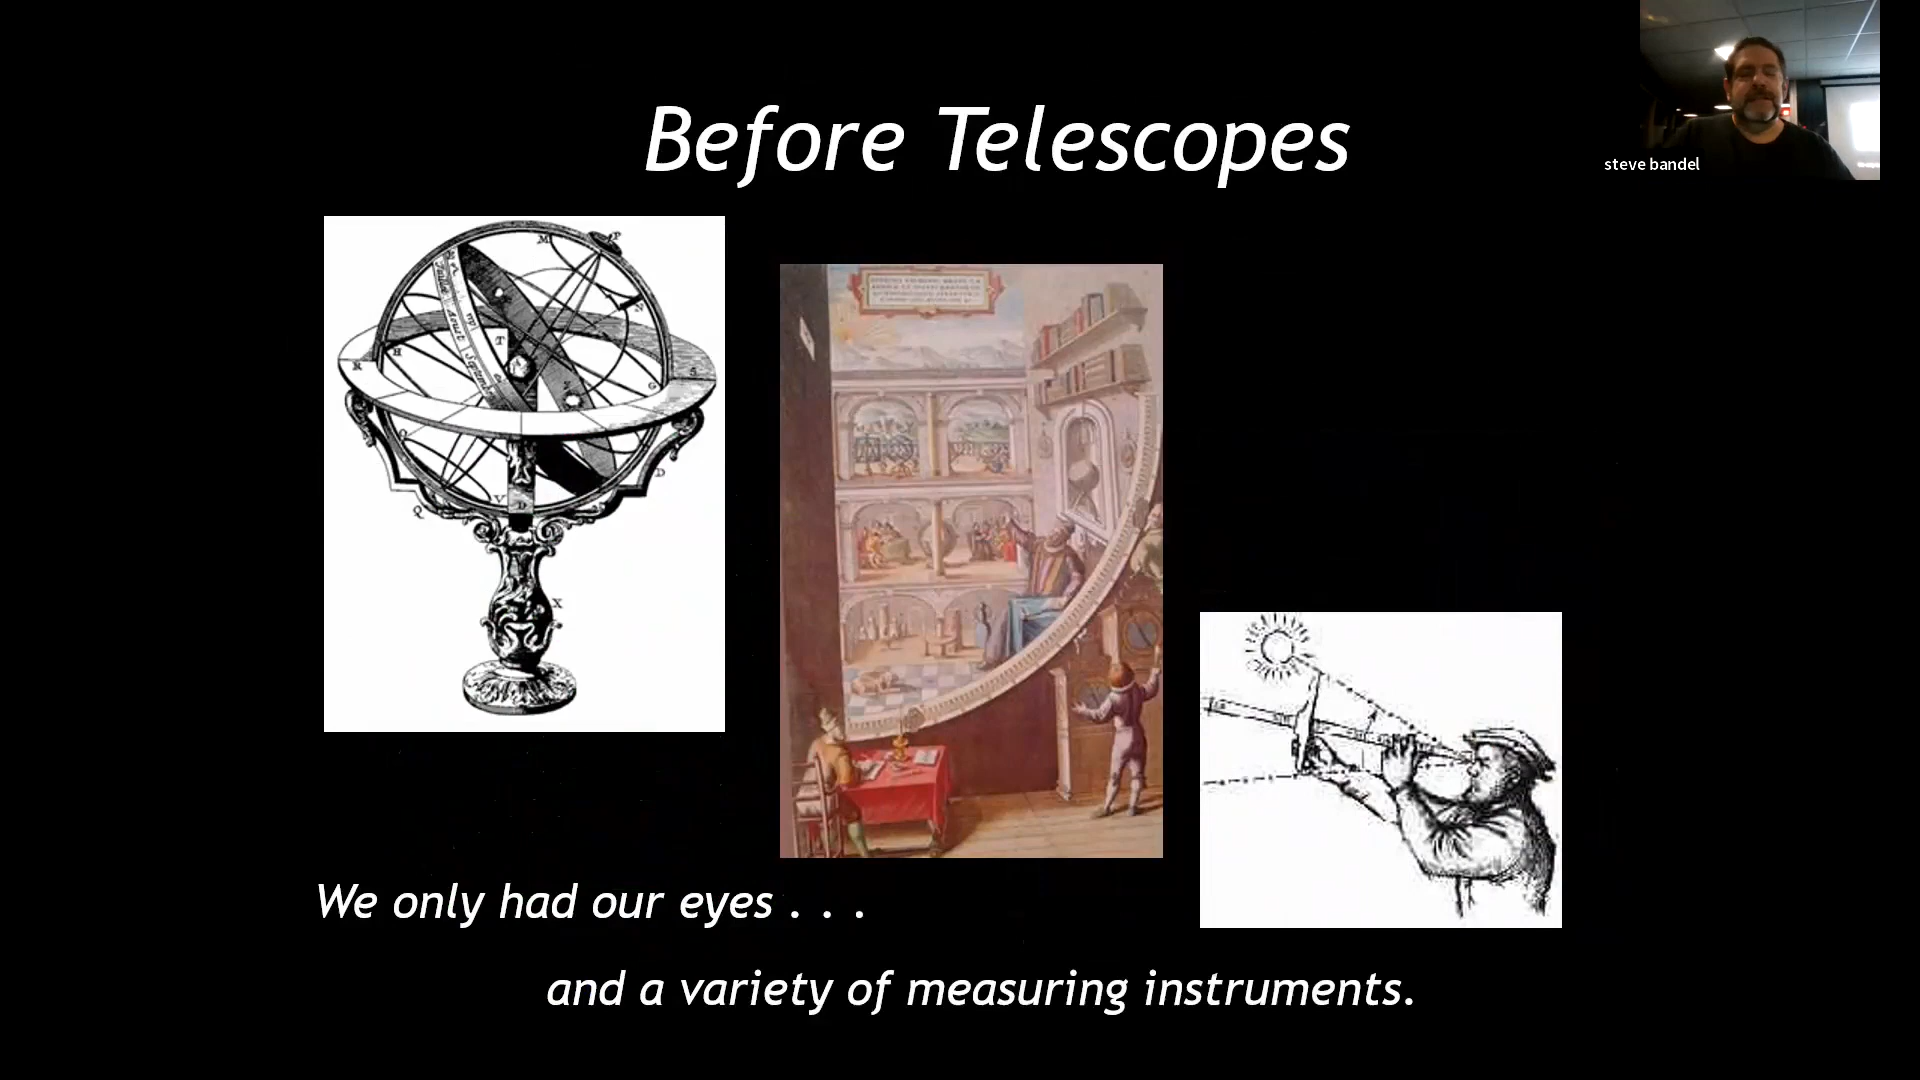 Before Telescopes
steve bandel
We only had our eyes . . .
and a variety of measuring instruments.